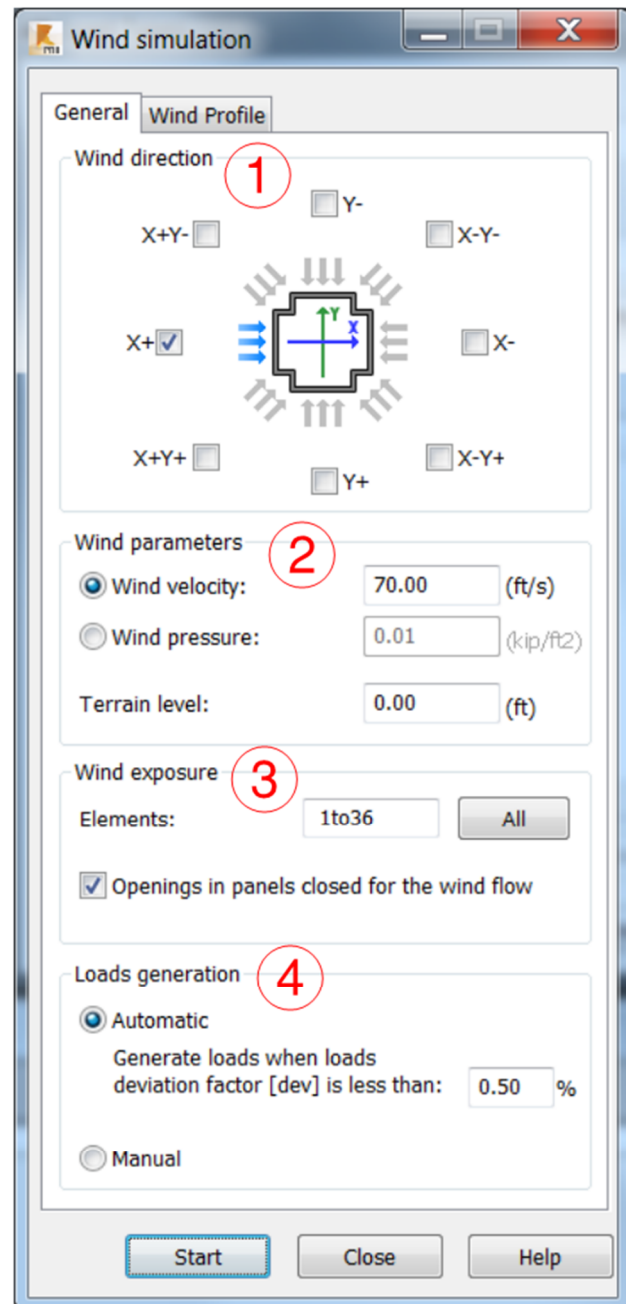 Wind simulation
General Wind Profile
Wind direction 1
Y-
X+Y- X-Y-
Y X
X+ X-
X+Y+ X-Y+
Y+
Wind parameters 2
Wind velocity: 70.00 (ft/s)
Wind pressure: 0.01 (kip/ft2)
Terrain level: 0.00 (ft)
Wind exposure 3
Elements: 1to36 All
Openings in panels closed for the wind flow
Loads generation 4
Automatic
Generate loads when loads
deviation factor [dev] is less than: 0.50 %
Manual
Start Close Help